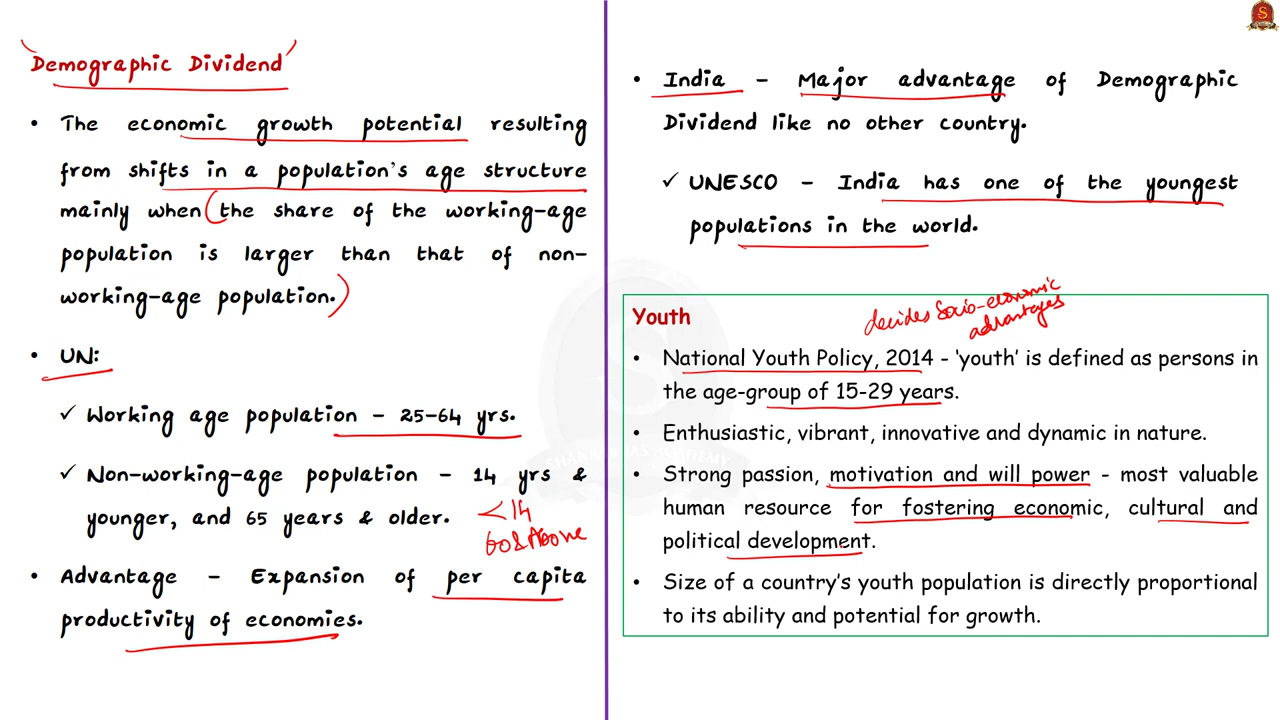 Demographic Dividend
• The economic growth potential resulting
from shifts in a population's age structure
mainly when (the share of the working-age
population is larger than that of non-
working-age population.)
• UN:
✓ Working age population – 25-64 yrs.
✓ Non-working-age population - 14 yrs &
younger, and 65 years & older.
<14
60 & Above
• Advantage - Expansion of per capita
productivity of economies.
• India - Major advantage of Demographic
Dividend like no other country.
✓ UNESCO - India has one of the youngest
populations in the world.
Youth
decides Socio-economic
advantages
• National Youth Policy, 2014 - 'youth' is defined as persons in
the age-group of 15-29 years.
• Enthusiastic, vibrant, innovative and dynamic in nature.
• Strong passion, motivation and will power - most valuable
human resource for fostering economic, cultural and
political development.
• Size of a country's youth population is directly proportional
to its ability and potential for growth.